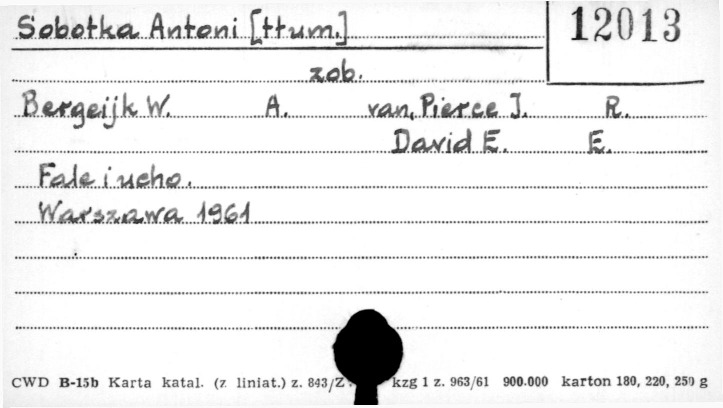 Sobotka Antoni [tłum.] 12013
zob.
Bergeijk W. A. van, Pierce J. R.
David E. E.
Fale i ucho.
Warszawa 1961
CWD B-15b Karta katal. (z liniat.) z. 843/Z kzg 1 z. 963/61 900.000 karton 180, 220, 250 g